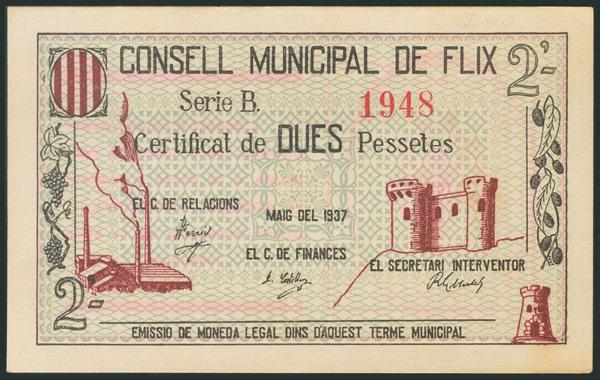 CONSELL MUNICIPAL DE FLIX
2'-
Serie B. 1948
Certificat de DUES Pessetes
EL C. DE RELACIONS
MAIG DEL 1937
EL C. DE FINANCES
EL SECRETARI INTERVENTOR
2'-
EMISSIO DE MONEDA LEGAL DINS D'AQUEST TERME MUNICIPAL